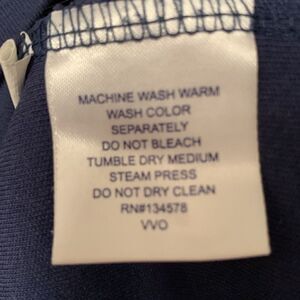 MACHINE WASH WARM
WASH COLOR
SEPARATELY
DO NOT BLEACH
TUMBLE DRY MEDIUM
STEAM PRESS
DO NOT DRY CLEAN
RN#134578
VVO